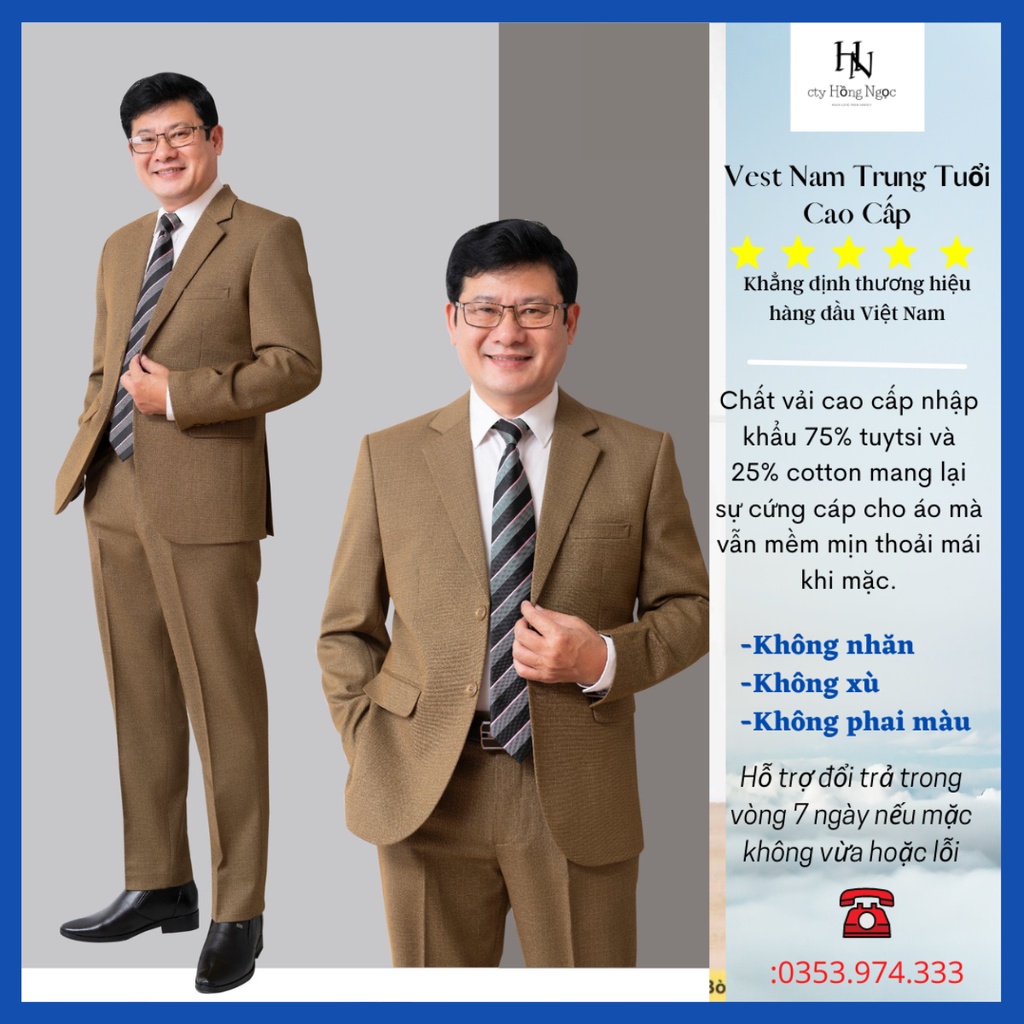 HN
cty Hồng Ngọc
Vest Nam Trung Tuổi
Cao Cấp
Khẳng định thương hiệu
hàng đầu Việt Nam
Chất vải cao cấp nhập
khẩu 75% tuytsi và
25% cotton mang lại
sự cứng cáp cho áo mà
vẫn mềm mịn thoải mái
khi mặc.
-Không nhăn
-Không xù
-Không phai màu
Hỗ trợ đổi trả trong
vòng 7 ngày nếu mặc
không vừa hoặc lỗi
:0353.974.333